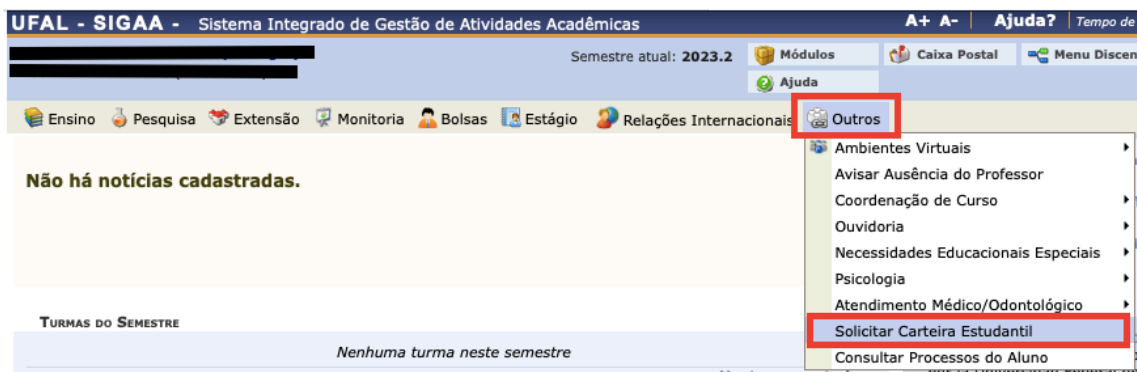 UFAL - SIGAA - Sistema Integrado de Gestão de Atividades Acadêmicas A+ A- Ajuda? Tempo de
Semestre atual: 2023.2 Módulos Caixa Postal Menu Discen
Ajuda
Ensino Pesquisa Extensão Monitoria Bolsas Estágio Relações Internacionais Outros
Ambientes Virtuais
Avisar Ausência do Professor
Não há notícias cadastradas.
Coordenação de Curso
Ouvidoria
Necessidades Educacionais Especiais
Psicologia
Atendimento Médico/Odontológico
Turmas do Semestre
Solicitar Carteira Estudantil
Nenhuma turma neste semestre
Consultar Processos do Aluno